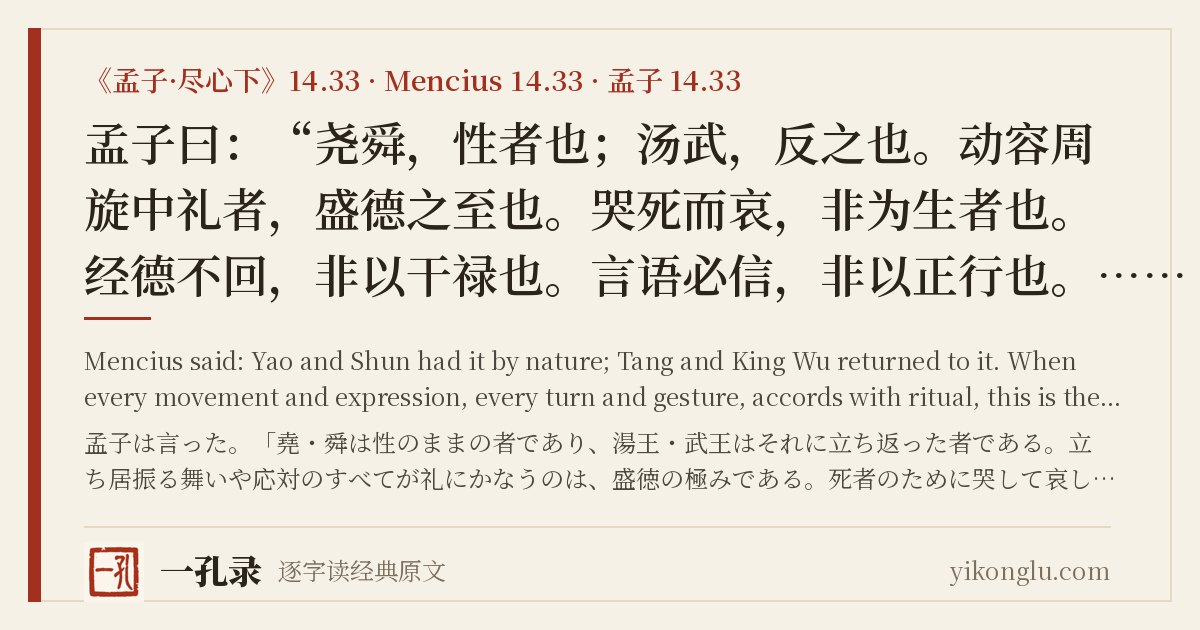 《孟子·尽心下》14.33 · Mencius 14.33 · 孟子 14.33
孟子曰：“尧舜，性者也；汤武，反之也。动容周
旋中礼者，盛德之至也。哭死而哀，非为生者也。
经德不回，非以干禄也。言语必信，非以正行也。……
Mencius said: Yao and Shun had it by nature; Tang and King Wu returned to it. When
every movement and expression, every turn and gesture, accords with ritual, this is the…
孟子は言った。「堯・舜は性のままの者であり、湯王・武王はそれに立ち返った者である。立
ち居振る舞いや応対のすべてが礼にかなうのは、盛徳の極みである。死者のために哭して哀し…
一孔
一孔录 逐字读经典原文
yikonglu.com